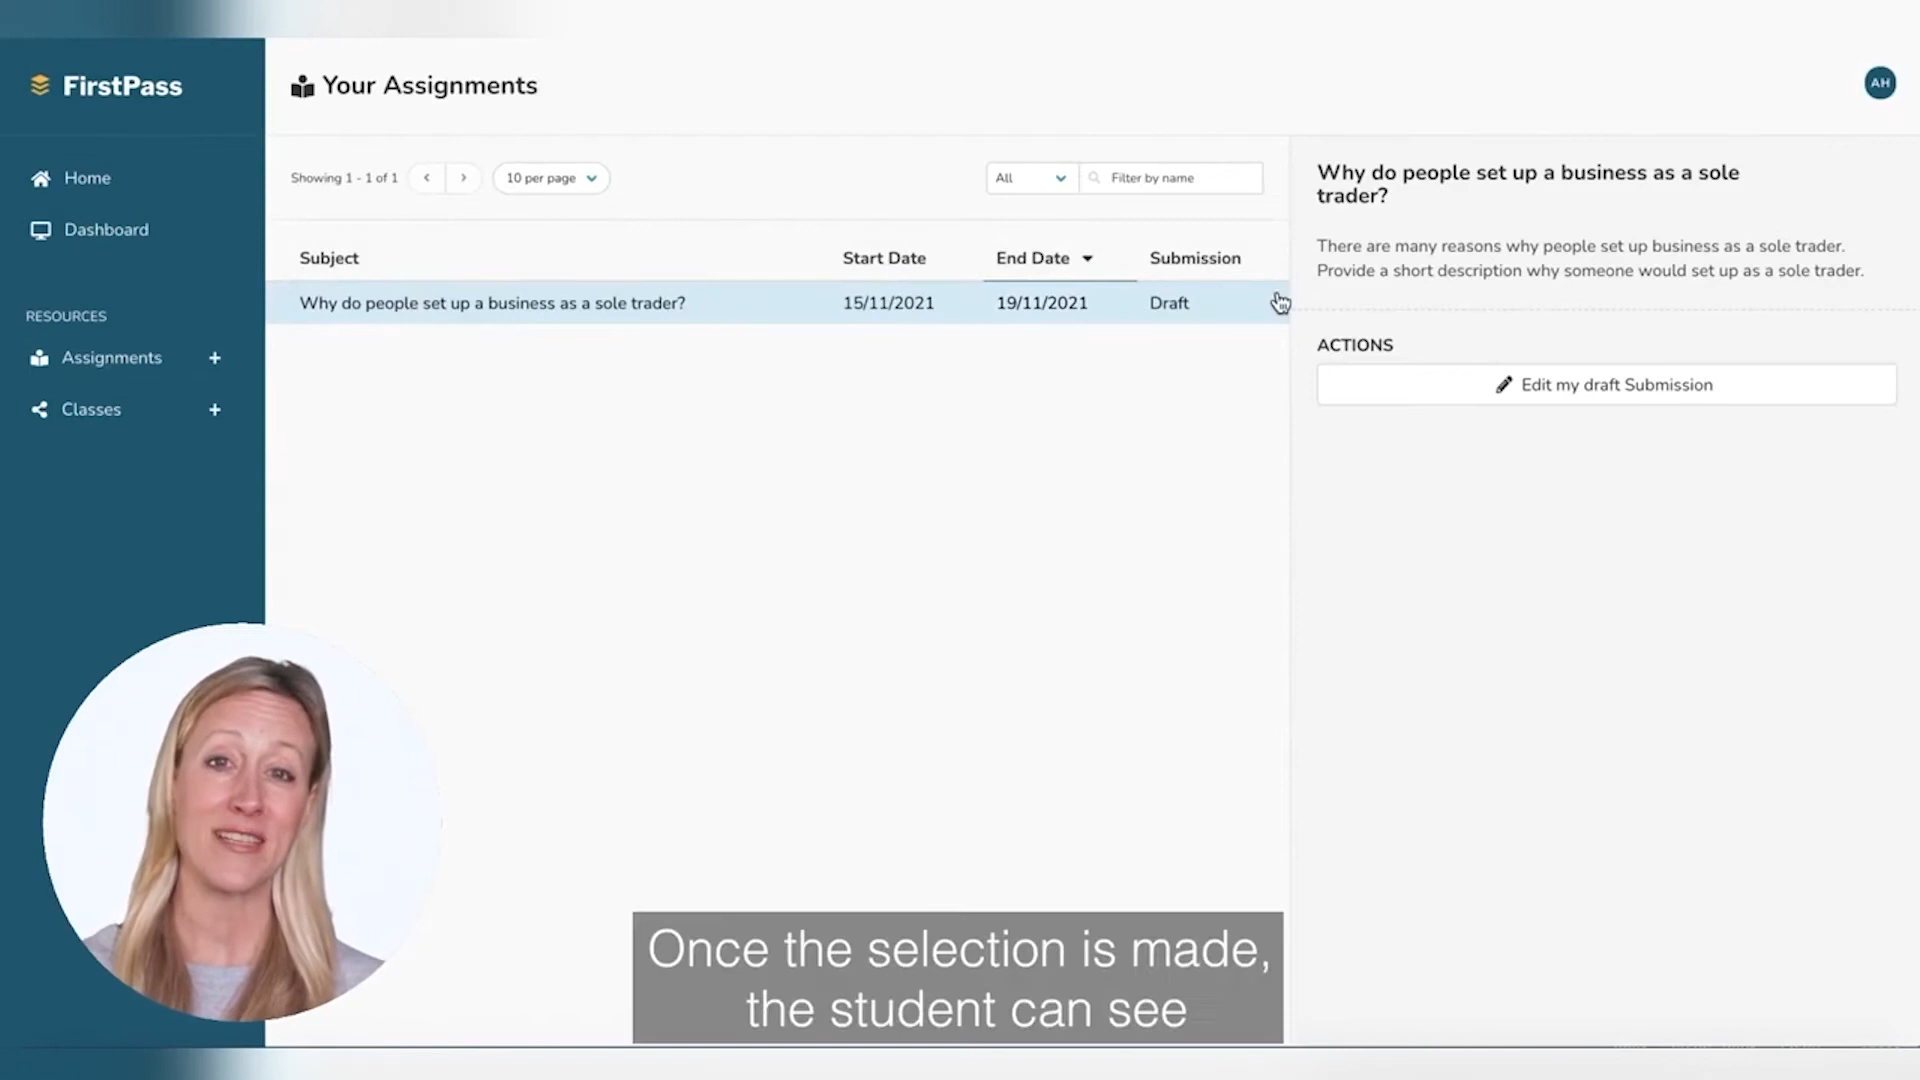 FirstPass
Your Assignments
AH
Home
Dashboard
RESOURCES
Assignments +
Classes +
Showing 1 - 1 of 1
10 per page
All
Filter by name
Subject Start Date End Date Submission
Why do people set up a business as a sole trader? 15/11/2021 19/11/2021 Draft
Why do people set up a business as a sole
trader?
There are many reasons why people set up business as a sole trader.
Provide a short description why someone would set up as a sole trader.
ACTIONS
Edit my draft Submission
Once the selection is made,
the student can see